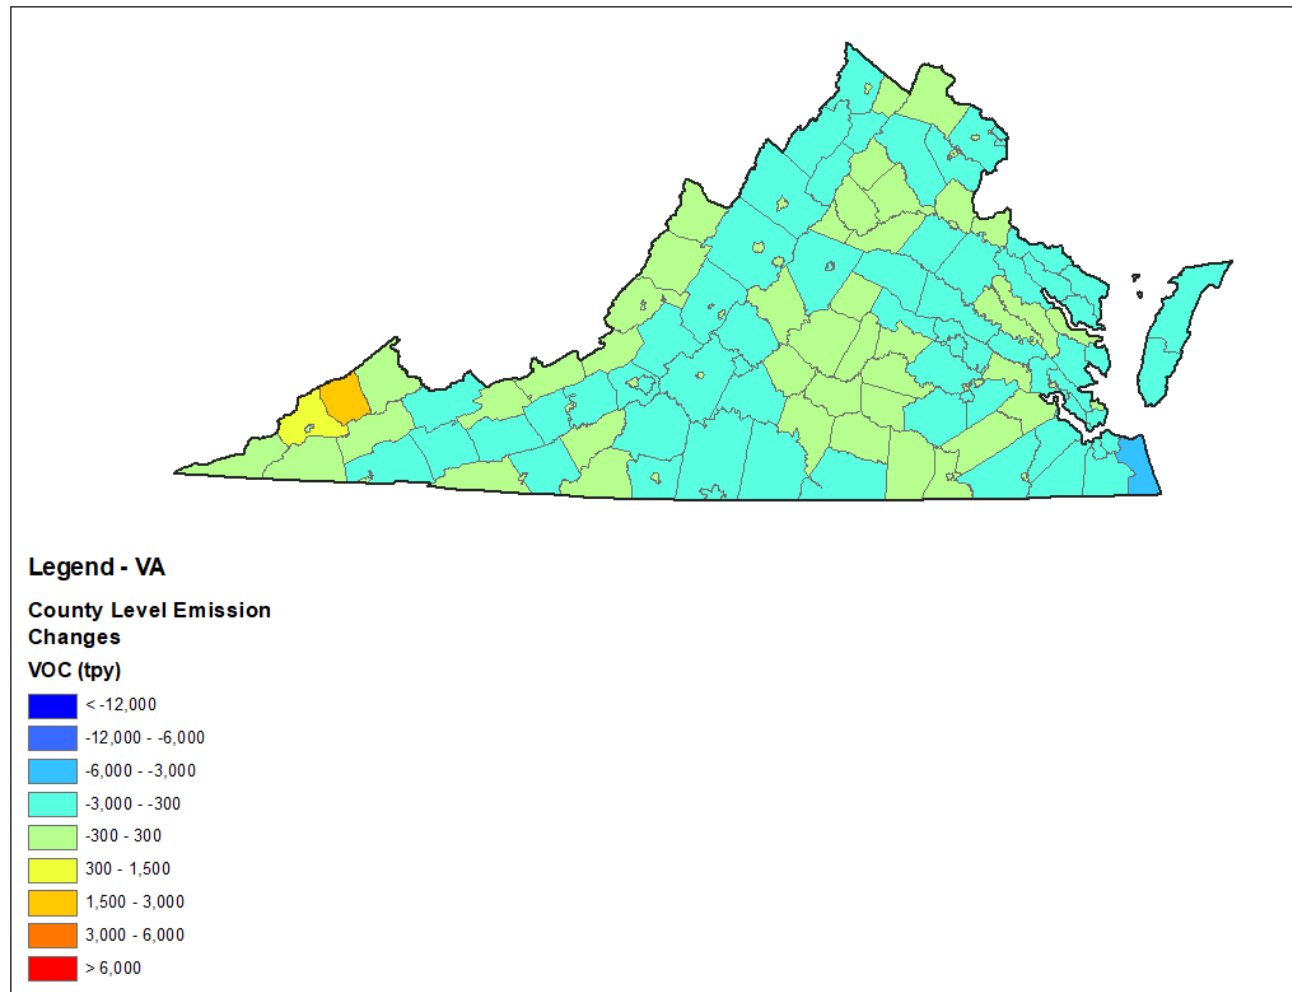 Legend - VA
County Level Emission
Changes
VOC (tpy)
< -12,000
-12,000 - -6,000
-6,000 - -3,000
-3,000 - -300
-300 - 300
300 - 1,500
1,500 - 3,000
3,000 - 6,000
> 6,000